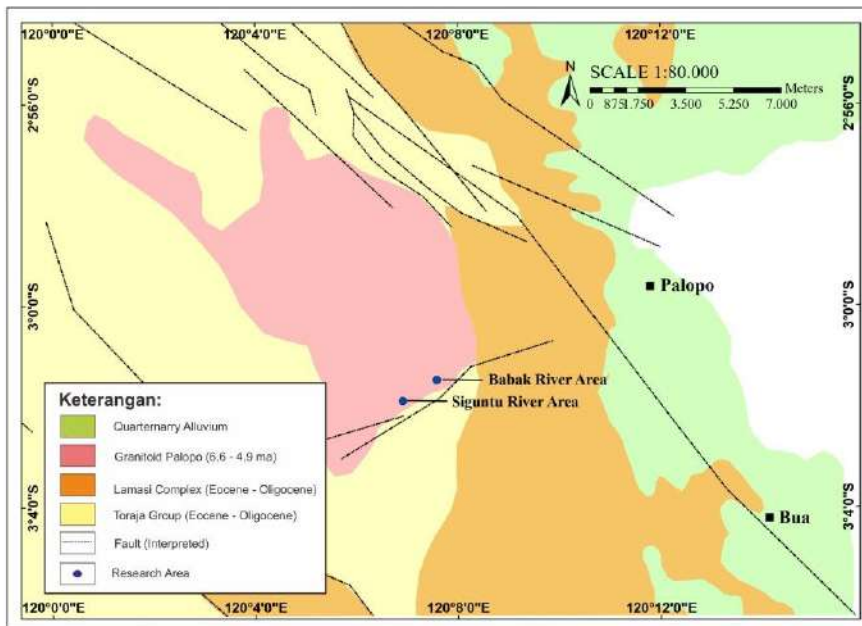 120°0'0"E 120°4'0"E 120°8'0"E 120°12'0"E
N
SCALE 1:80.000
Meters
0 875 1.750 3.500 5.250 7.000
2°56'0"S 2°56'0"S
Palopo
3°0'0"S 3°0'0"S
Babak River Area
Siguntu River Area
Keterangan:
Quarternarry Alluvium
Granitoid Palopo (6.6 - 4.9 ma)
Lamasi Complex (Eocene - Oligocene)
Toraja Group (Eocene - Oligocene)
Fault (Interpreted)
Research Area
3°4'0"S 3°4'0"S
Bua
120°0'0"E 120°4'0"E 120°8'0"E 120°12'0"E